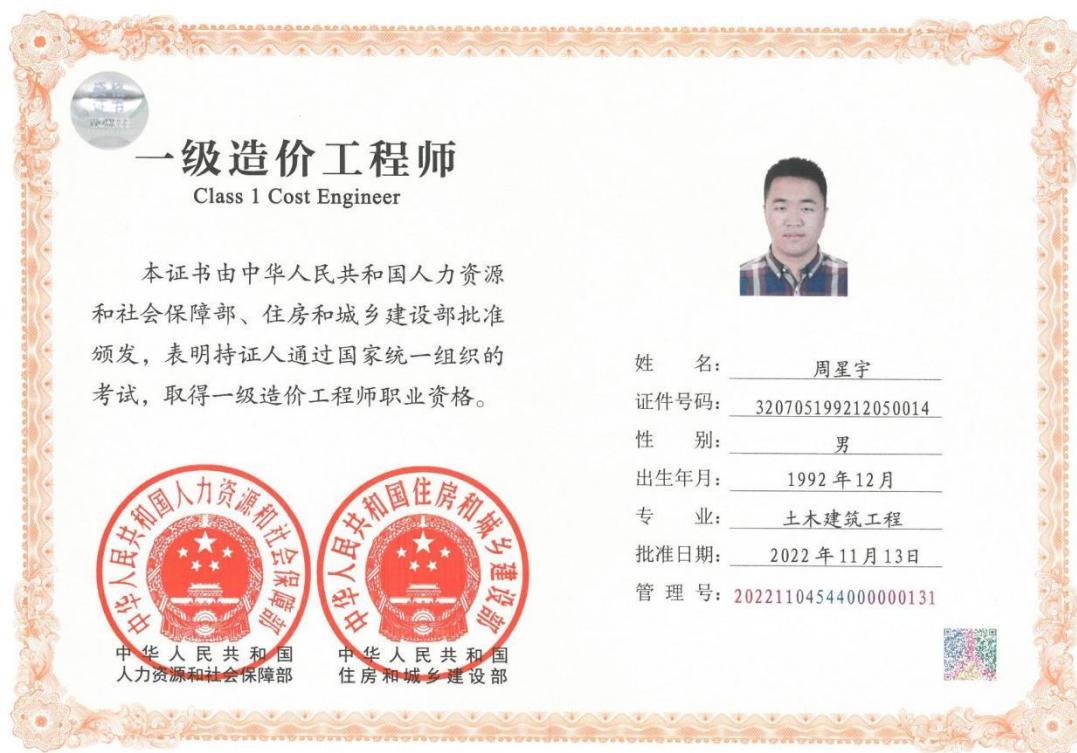 一级造价工程师
Class 1 Cost Engineer
本证书由中华人民共和国人力资源
和社会保障部、住房和城乡建设部批准
颁发，表明持证人通过国家统一组织的
考试，取得一级造价工程师职业资格。
中华人民共和国人力资源和社会保障部
中华人民共和国
人力资源和社会保障部
中华人民共和国住房和城乡建设部
中华人民共和国
住房和城乡建设部
姓 名：周星宇
证件号码：320705199212050014
性 别：男
出生年月：1992年12月
专 业：土木建筑工程
批准日期：2022年11月13日
管 理 号：20221104544000000131